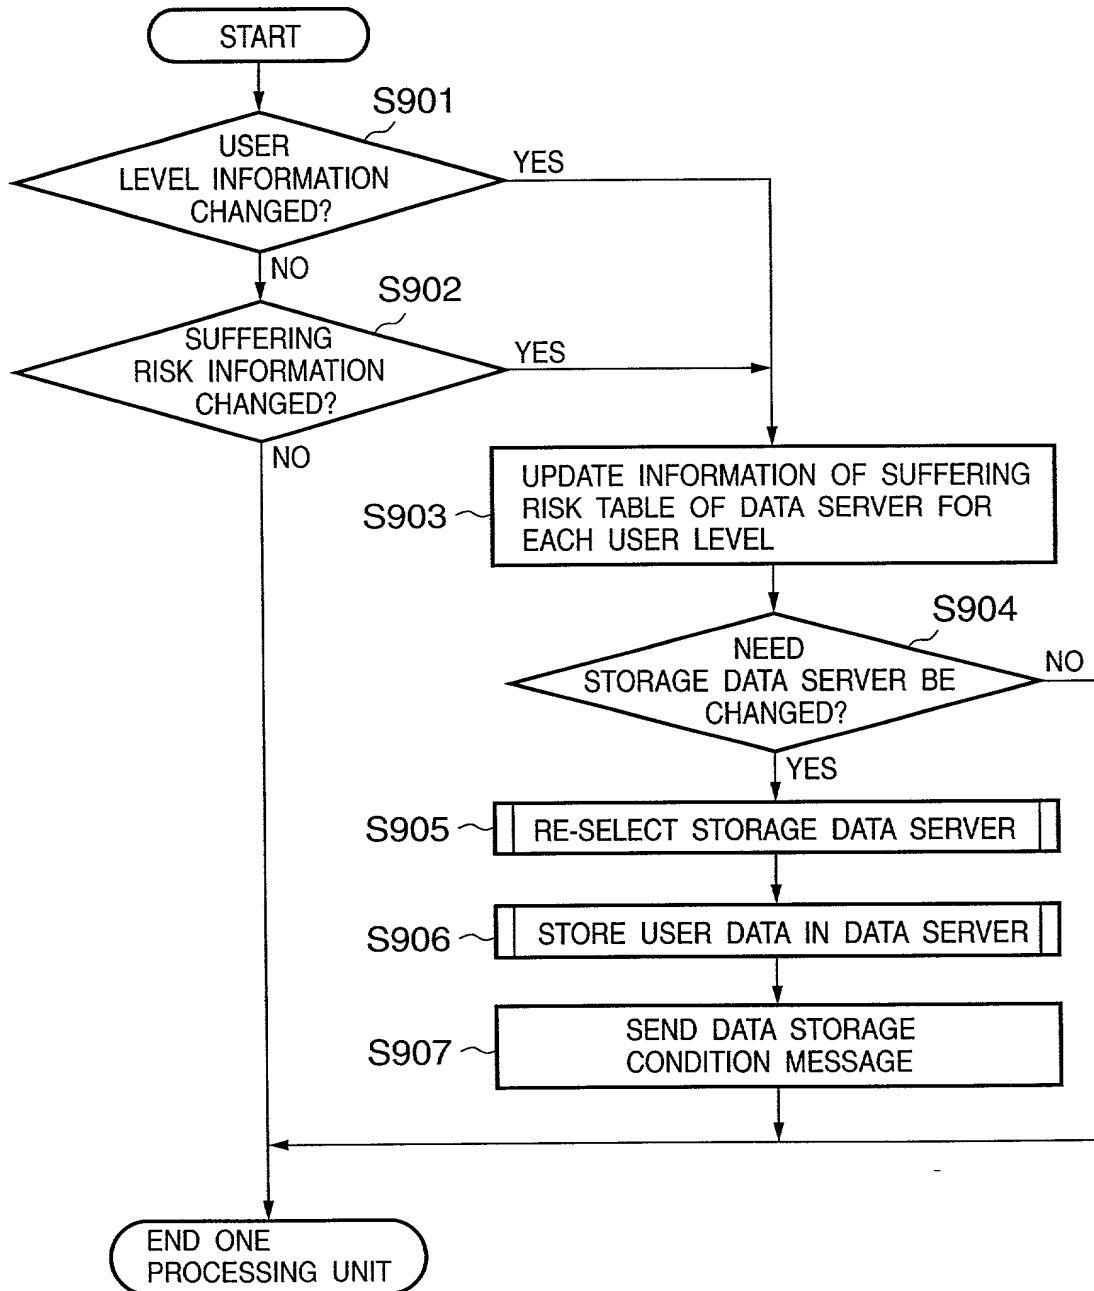 START
S901
USER
LEVEL INFORMATION
CHANGED?
YES
NO
S902
SUFFERING
RISK INFORMATION
CHANGED?
YES
NO
S903
UPDATE INFORMATION OF SUFFERING
RISK TABLE OF DATA SERVER FOR
EACH USER LEVEL
S904
NEED
STORAGE DATA SERVER BE
CHANGED?
NO
YES
S905
RE-SELECT STORAGE DATA SERVER
S906
STORE USER DATA IN DATA SERVER
S907
SEND DATA STORAGE
CONDITION MESSAGE
END ONE
PROCESSING UNIT